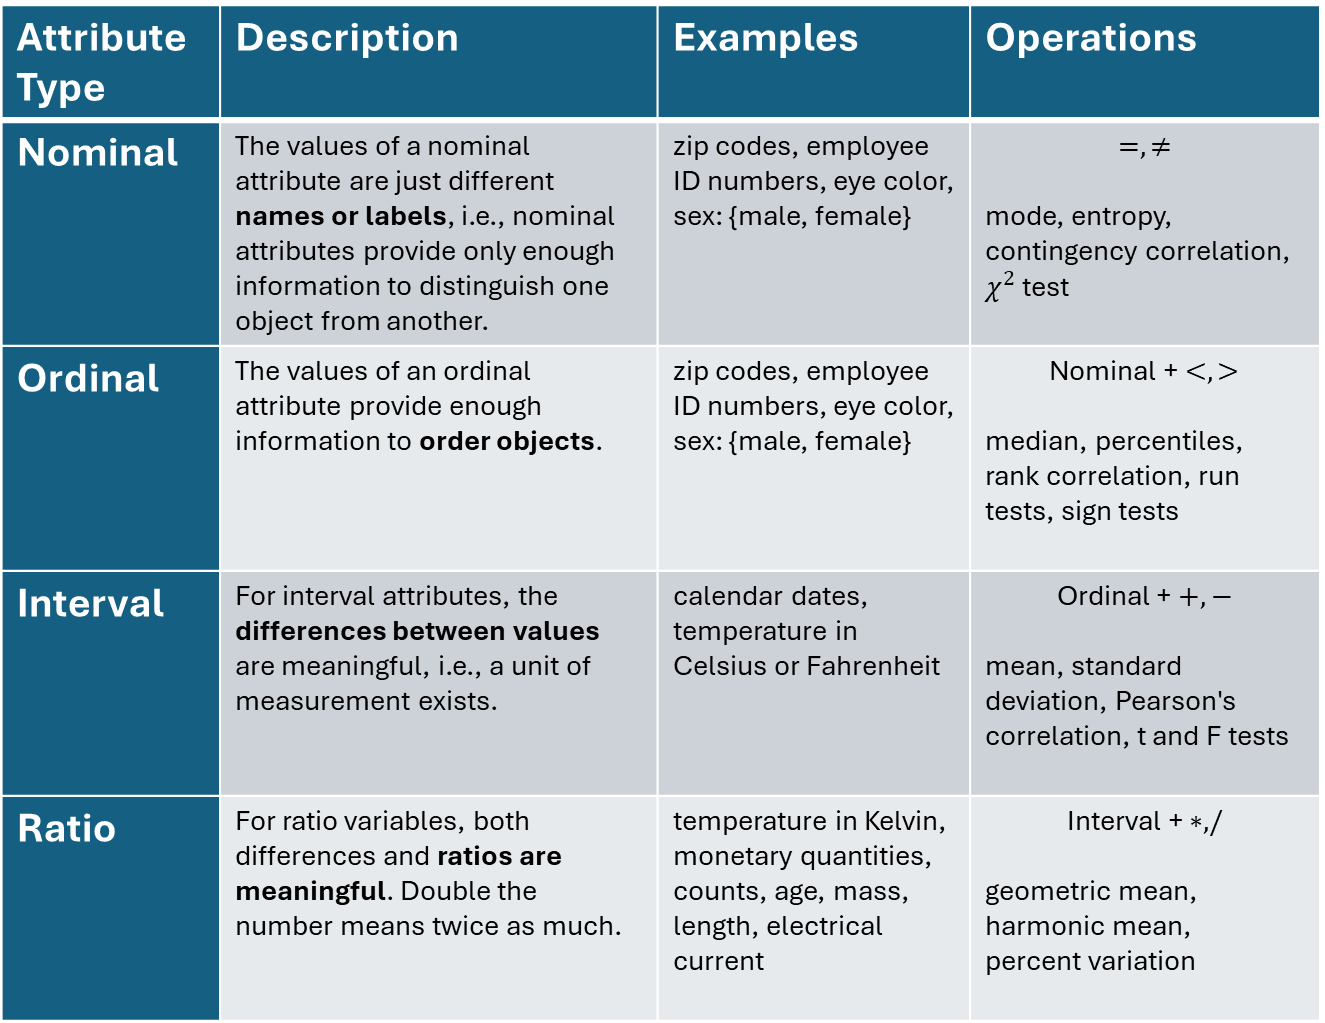 Attribute Type
Description
Examples
Operations
Nominal
The values of a nominal
attribute are just different
names or labels, i.e., nominal
attributes provide only enough
information to distinguish one
object from another.
zip codes, employee
ID numbers, eye color,
sex: {male, female}
=, ≠
mode, entropy,
contingency correlation,
χ² test
Ordinal
The values of an ordinal
attribute provide enough
information to order objects.
zip codes, employee
ID numbers, eye color,
sex: {male, female}
Nominal + <, >
median, percentiles,
rank correlation, run
tests, sign tests
Interval
For interval attributes, the
differences between values
are meaningful, i.e., a unit of
measurement exists.
calendar dates,
temperature in
Celsius or Fahrenheit
Ordinal + +, −
mean, standard
deviation, Pearson's
correlation, t and F tests
Ratio
For ratio variables, both
differences and ratios are
meaningful. Double the
number means twice as much.
temperature in Kelvin,
monetary quantities,
counts, age, mass,
length, electrical
current
Interval + *,/
geometric mean,
harmonic mean,
percent variation